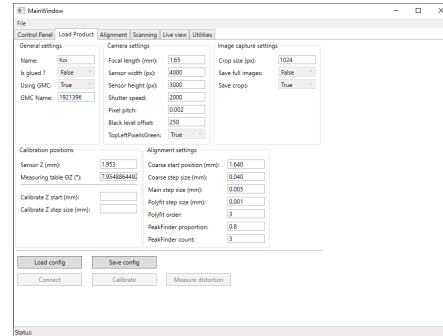 MainWindow
File
Control Panel Load Product Alignment Scanning Live view Utilities
General settings
Name: Koi
Is glued ? False
Using GMC: True
GMC Name: 1921396
Camera settings
Focal length (mm): 1,65
Sensor width (px): 4000
Sensor height (px): 3000
Shutter speed: 2000
Pixel pitch: 0.002
Black level offset: 250
TopLeftPixelIsGreen: True
Image capture settings
Crop size (px): 1024
Save full images: False
Save crops: True
Calibration positions
Sensor Z (mm): 1.953
Measuring table ΘZ (°): 7.9548864492
Calibrate Z start (mm):
Calibrate Z step size (mm):
Alignment settings
Coarse start position (mm): 1.640
Coarse step size (mm): 0.040
Main step size (mm): 0.005
Polyfit step size (mm): 0.001
Polyfit order: 3
PeakFinder proportion: 0.8
PeakFinder count: 3
Load config Save config
Connect Calibrate Measure distortion
Status: